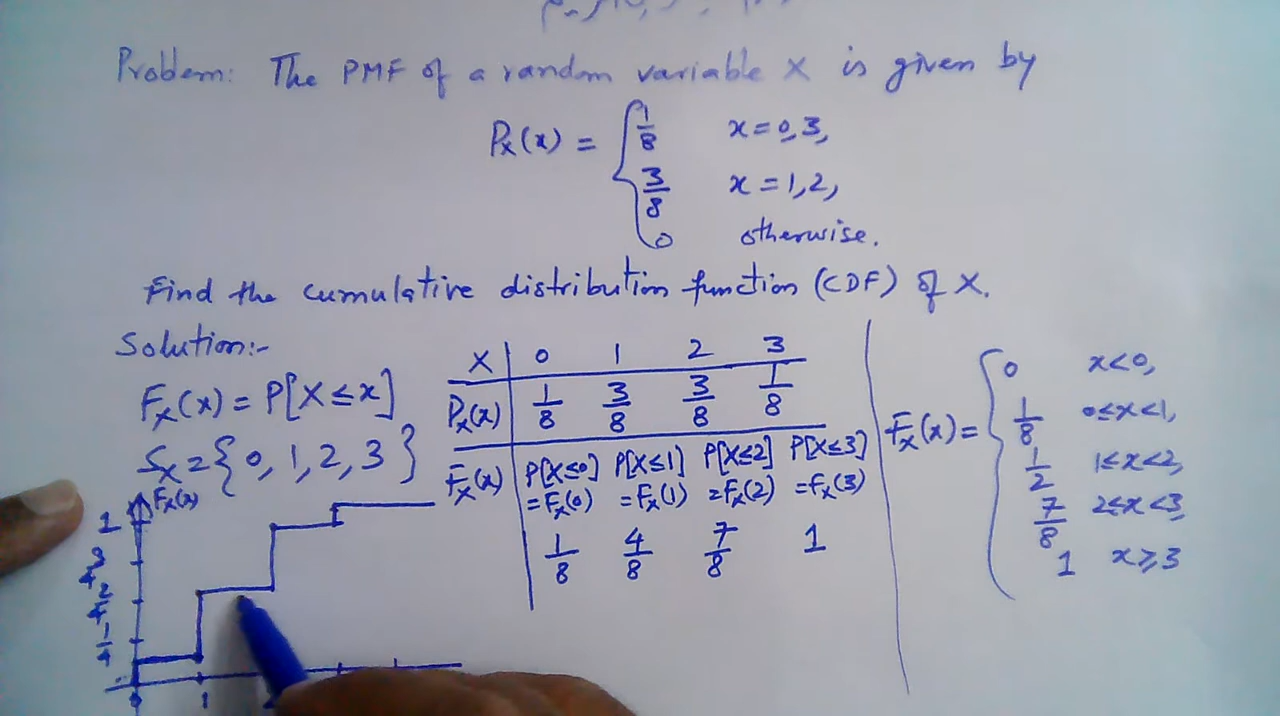 Problem: The PMF of a random variable X is given by
Px(x) = { 1/8 x=0,3,
3/8 x=1,2,
0 otherwise.
Find the cumulative distribution function (CDF) of X.
Solution:-
Fx(x) = P[X≤x]
Sx = {0, 1, 2, 3}
X | 0 1 2 3
Px(x) | 1/8 3/8 3/8 1/8
Fx(x) | P[X≤0] P[X≤1] P[X≤2] P[X≤3]
=Fx(0) =Fx(1) =Fx(2) =Fx(3)
1/8 4/8 7/8 1
Fx(x) = { 0 x<0,
1/8 0≤x<1,
1/2 1≤x<2,
7/8 2≤x<3,
1 x≥3
Fx(x)
1
3/4
2/4
1/4
0 1